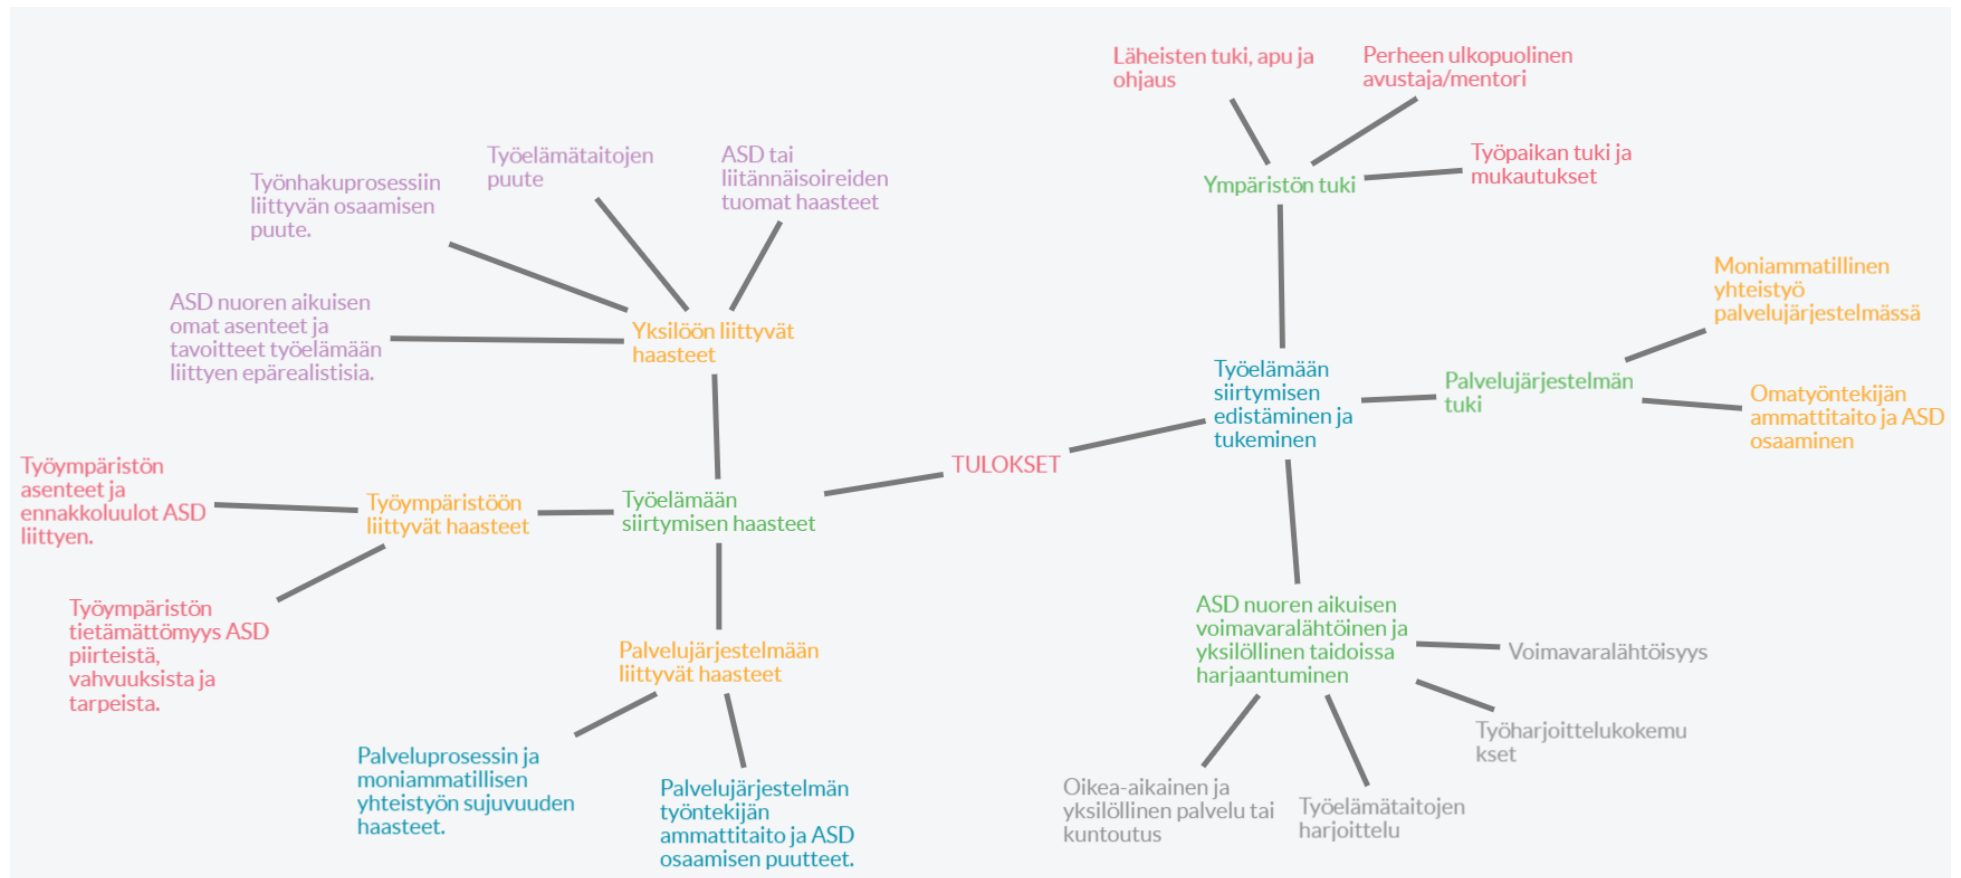 Läheisten tuki, apu ja
ohjaus
Perheen ulkopuolinen
avustaja/mentori
Työpaikan tuki ja
mukautukset
Ympäristön tuki
Työelämätaitojen
puute
ASD tai
liitännäisoireiden
tuomat haasteet
Työnhakuprosessiin
liittyvän osaamisen
puute.
ASD nuoren aikuisen
omat asenteet ja
tavoitteet työelämään
liittyen epärealistisia.
Yksilöön liittyvät
haasteet
Moniammatillinen
yhteistyö
palvelujärjestelmässä
Työelämään
siirtymisen
edistäminen ja
tukeminen
Palvelujärjestelmän
tuki
Omatyöntekijän
ammattitaito ja ASD
osaaminen
TULOKSET
Työympäristön
asenteet ja
ennakkoluulot ASD
liittyen.
Työympäristöön
liittyvät haasteet
Työelämään
siirtymisen haasteet
Työympäristön
tietämättömyys ASD
piirteistä,
vahvuuksista ja
tarpeista.
Palvelujärjestelmään
liittyvät haasteet
Palveluprosessin ja
moniammatillisen
yhteistyön sujuvuuden
haasteet.
Palvelujärjestelmän
työntekijän
ammattitaito ja ASD
osaamisen puutteet.
ASD nuoren aikuisen
voimavaralähtöinen ja
yksilöllinen taidoissa
harjaantuminen
Voimavaralähtöisyys
Työharjoittelukokemu
kset
Oikea-aikainen ja
yksilöllinen palvelu tai
kuntoutus
Työelämätaitojen
harjoittelu